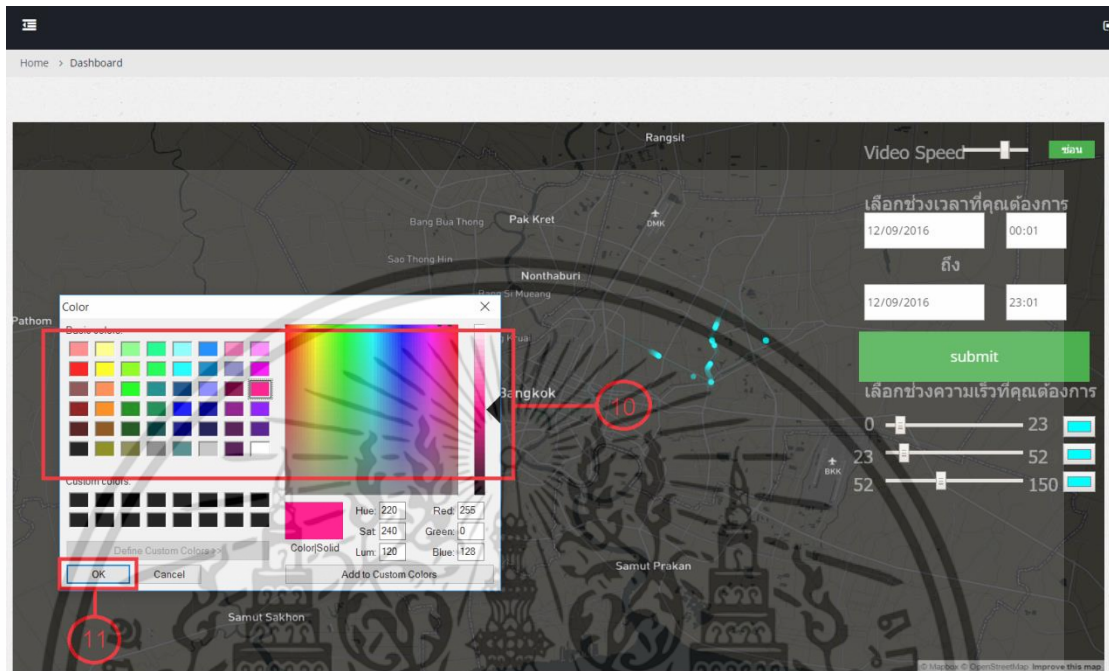 Home > Dashboard
Rangsit
Video Speed
ซ่อน
เลือกช่วงเวลาที่คุณต้องการ
Bang Bua Thong
Pak Kret
DMK
12/09/2016
00:01
Sao Thong Hin
ถึง
Nonthaburi
Bang Si Mueang
12/09/2016
23:01
Color
Pathom
Basic colors:
submit
Bangkok
10
เลือกช่วงความเร็วที่คุณต้องการ
0
23
23
52
BKK
52
150
Custom colors:
Hue: 220
Red: 255
Sat: 240
Green: 0
Define Custom Colors >>
Color|Solid
Lum: 120
Blue: 128
OK
Cancel
Add to Custom Colors
Samut Prakan
11
Samut Sakhon
© Mapbox © OpenStreetMap Improve this map